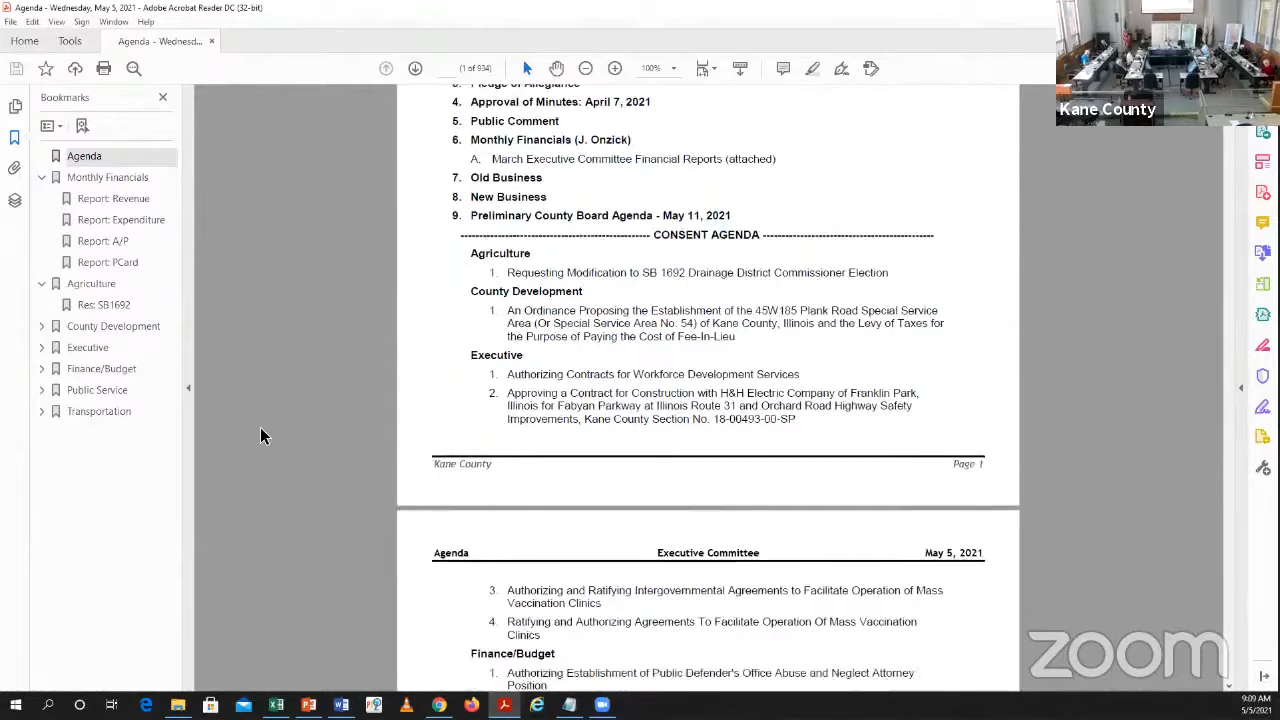 Agenda - Wednesday, May 5, 2021 - Adobe Acrobat Reader DC (32-bit)
File Edit View Sign Window Help
Home Tools Agenda - Wednesd... ×
(1 of 934) 100%
Bookmarks
Agenda
Monthly Financials
Report: Revenue
Report: Expenditure
Report: A/P
Report: PCard
Agriculture
Res: SB1692
County Development
Executive
Finance/Budget
Public Service
Transportation
3. Pledge of Allegiance
4. Approval of Minutes: April 7, 2021
5. Public Comment
6. Monthly Financials (J. Onzick)
A. March Executive Committee Financial Reports (attached)
7. Old Business
8. New Business
9. Preliminary County Board Agenda - May 11, 2021
CONSENT AGENDA
Agriculture
1. Requesting Modification to SB 1692 Drainage District Commissioner Election
County Development
1. An Ordinance Proposing the Establishment of the 45W185 Plank Road Special Service
Area (Or Special Service Area No. 54) of Kane County, Illinois and the Levy of Taxes for
the Purpose of Paying the Cost of Fee-In-Lieu
Executive
1. Authorizing Contracts for Workforce Development Services
2. Approving a Contract for Construction with H&H Electric Company of Franklin Park,
Illinois for Fabyan Parkway at Illinois Route 31 and Orchard Road Highway Safety
Improvements, Kane County Section No. 18-00493-00-SP
Kane County Page 1
Agenda Executive Committee May 5, 2021
3. Authorizing and Ratifying Intergovernmental Agreements to Facilitate Operation of Mass
Vaccination Clinics
4. Ratifying and Authorizing Agreements To Facilitate Operation Of Mass Vaccination
Clinics
Finance/Budget
1. Authorizing Establishment of Public Defender's Office Abuse and Neglect Attorney
Position
Kane County
zoom
9:09 AM
5/5/2021